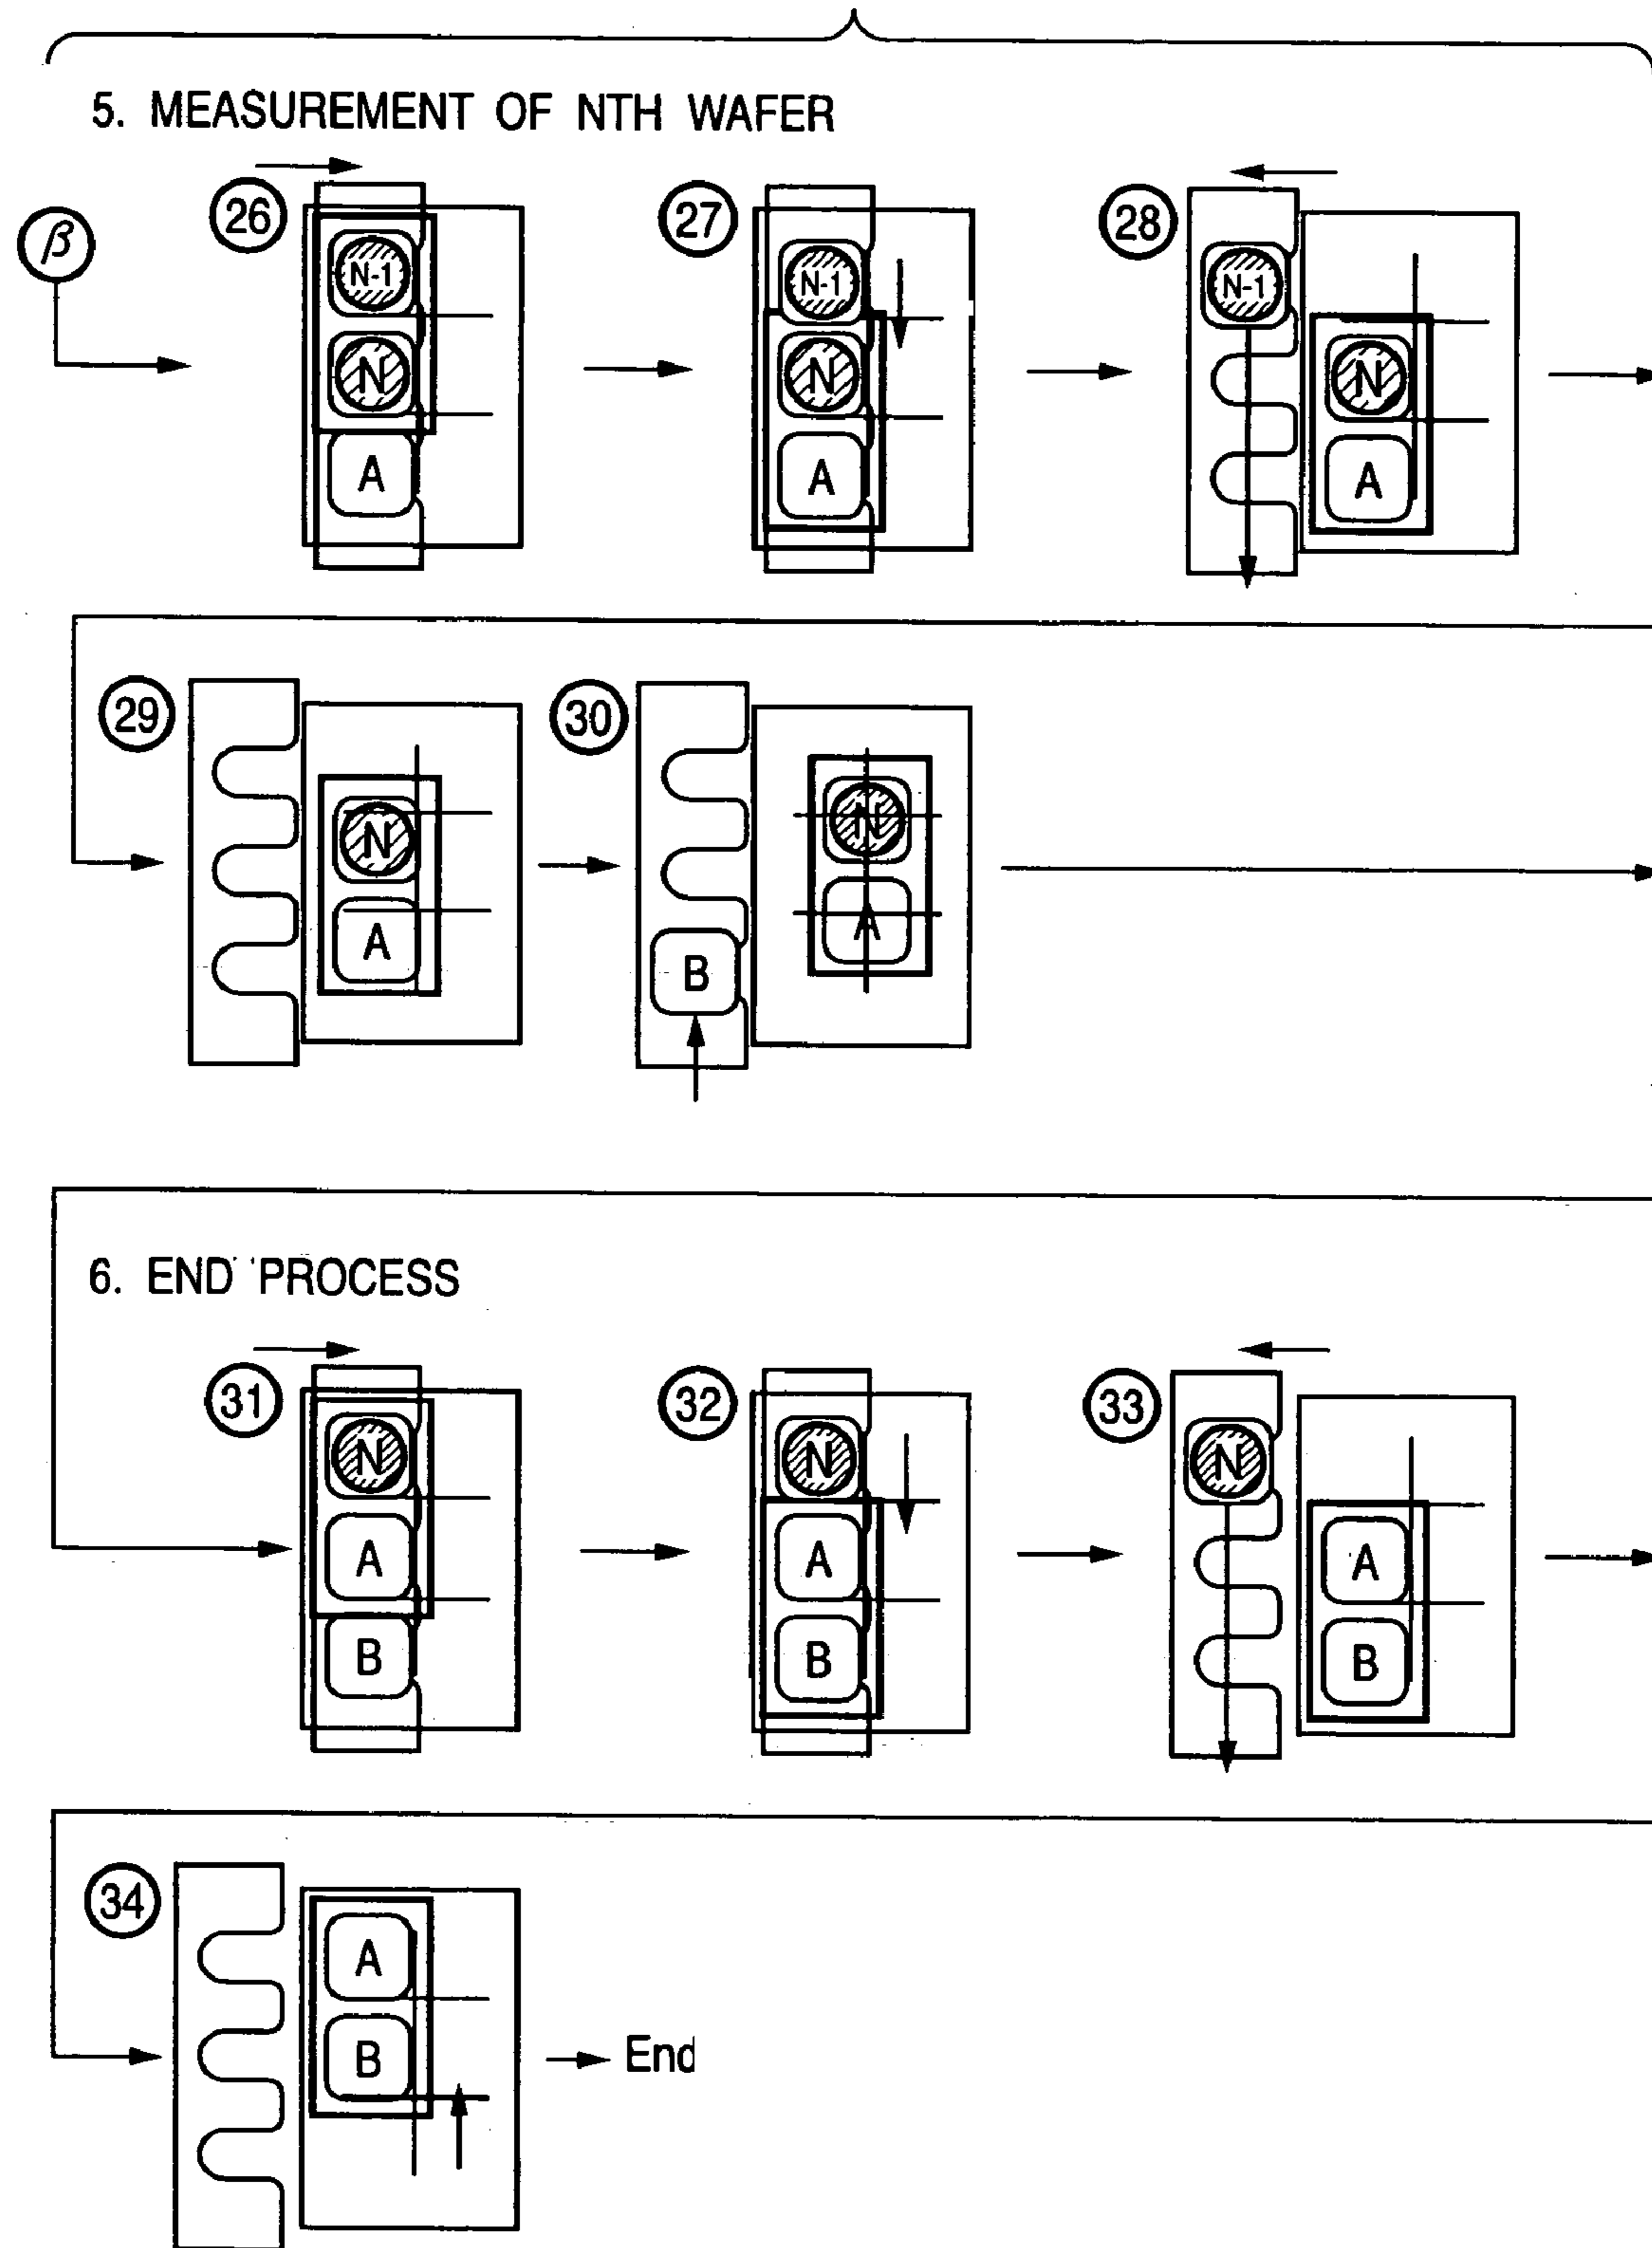 5. MEASUREMENT OF NTH WAFER
β
26
N-1
N
A
27
N-1
N
A
28
N-1
N
A
29
N
A
30
N
A
B
6. END PROCESS
31
N
A
B
32
N
A
B
33
N
A
B
34
A
B
End